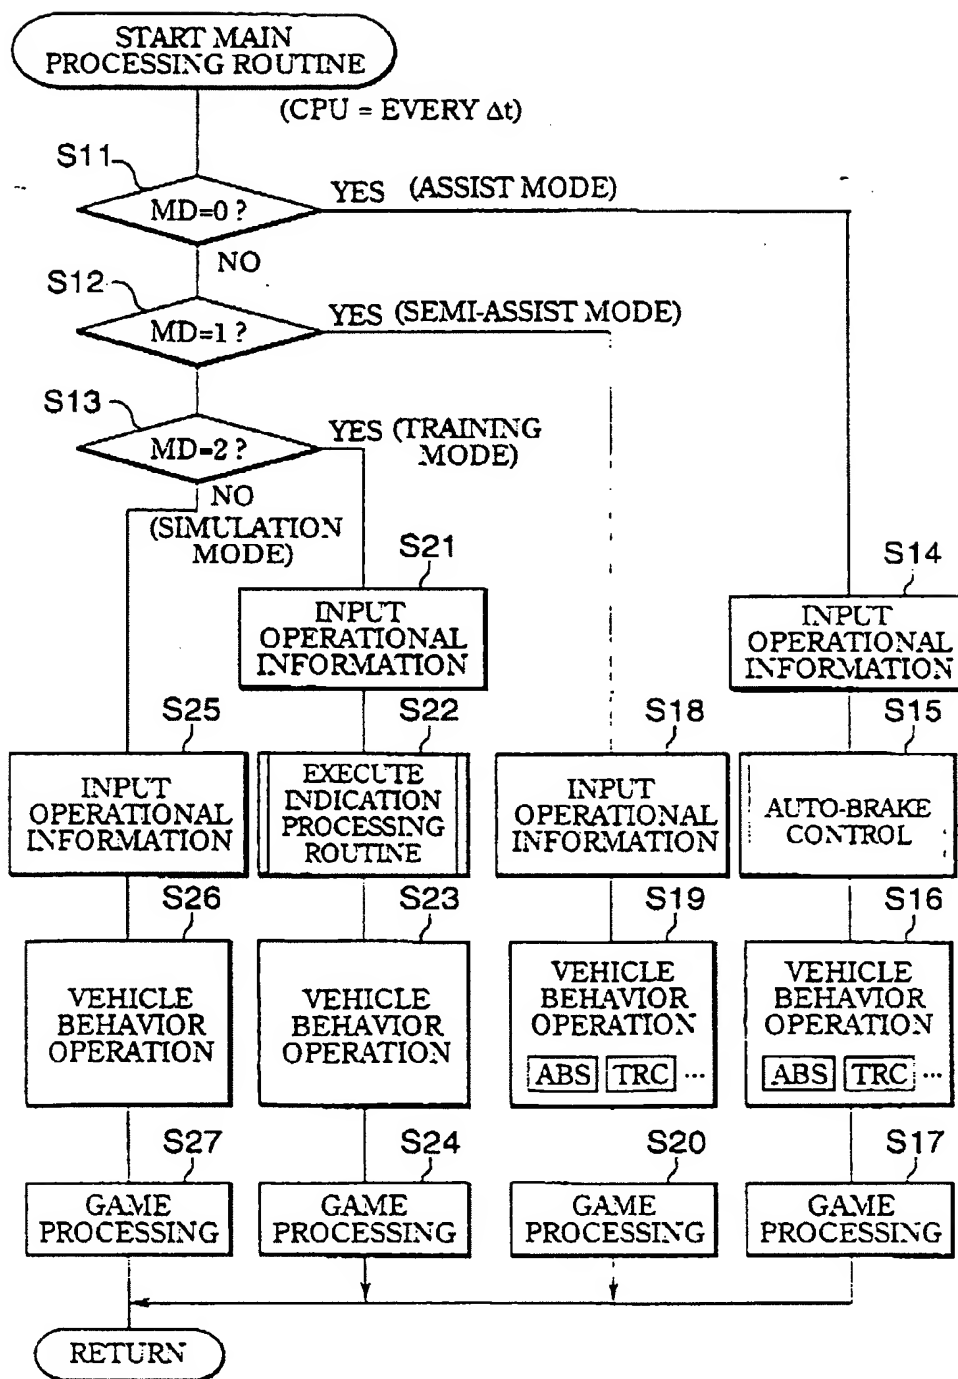 START MAIN
PROCESSING ROUTINE
(CPU = EVERY Δt)
S11
MD=0 ?
YES (ASSIST MODE)
NO
S12
MD=1 ?
YES (SEMI-ASSIST MODE)
S13
MD=2 ?
YES (TRAINING
MODE)
NO
(SIMULATION
MODE)
S21
INPUT
OPERATIONAL
INFORMATION
S14
INPUT
OPERATIONAL
INFORMATION
S25
INPUT
OPERATIONAL
INFORMATION
S22
EXECUTE
INDICATION
PROCESSING
ROUTINE
S18
INPUT
OPERATIONAL
INFORMATION
S15
AUTO-BRAKE
CONTROL
S26
VEHICLE
BEHAVIOR
OPERATION
S23
VEHICLE
BEHAVIOR
OPERATION
S19
VEHICLE
BEHAVIOR
OPERATION
ABS TRC ...
S16
VEHICLE
BEHAVIOR
OPERATION
ABS TRC ...
S27
GAME
PROCESSING
S24
GAME
PROCESSING
S20
GAME
PROCESSING
S17
GAME
PROCESSING
RETURN